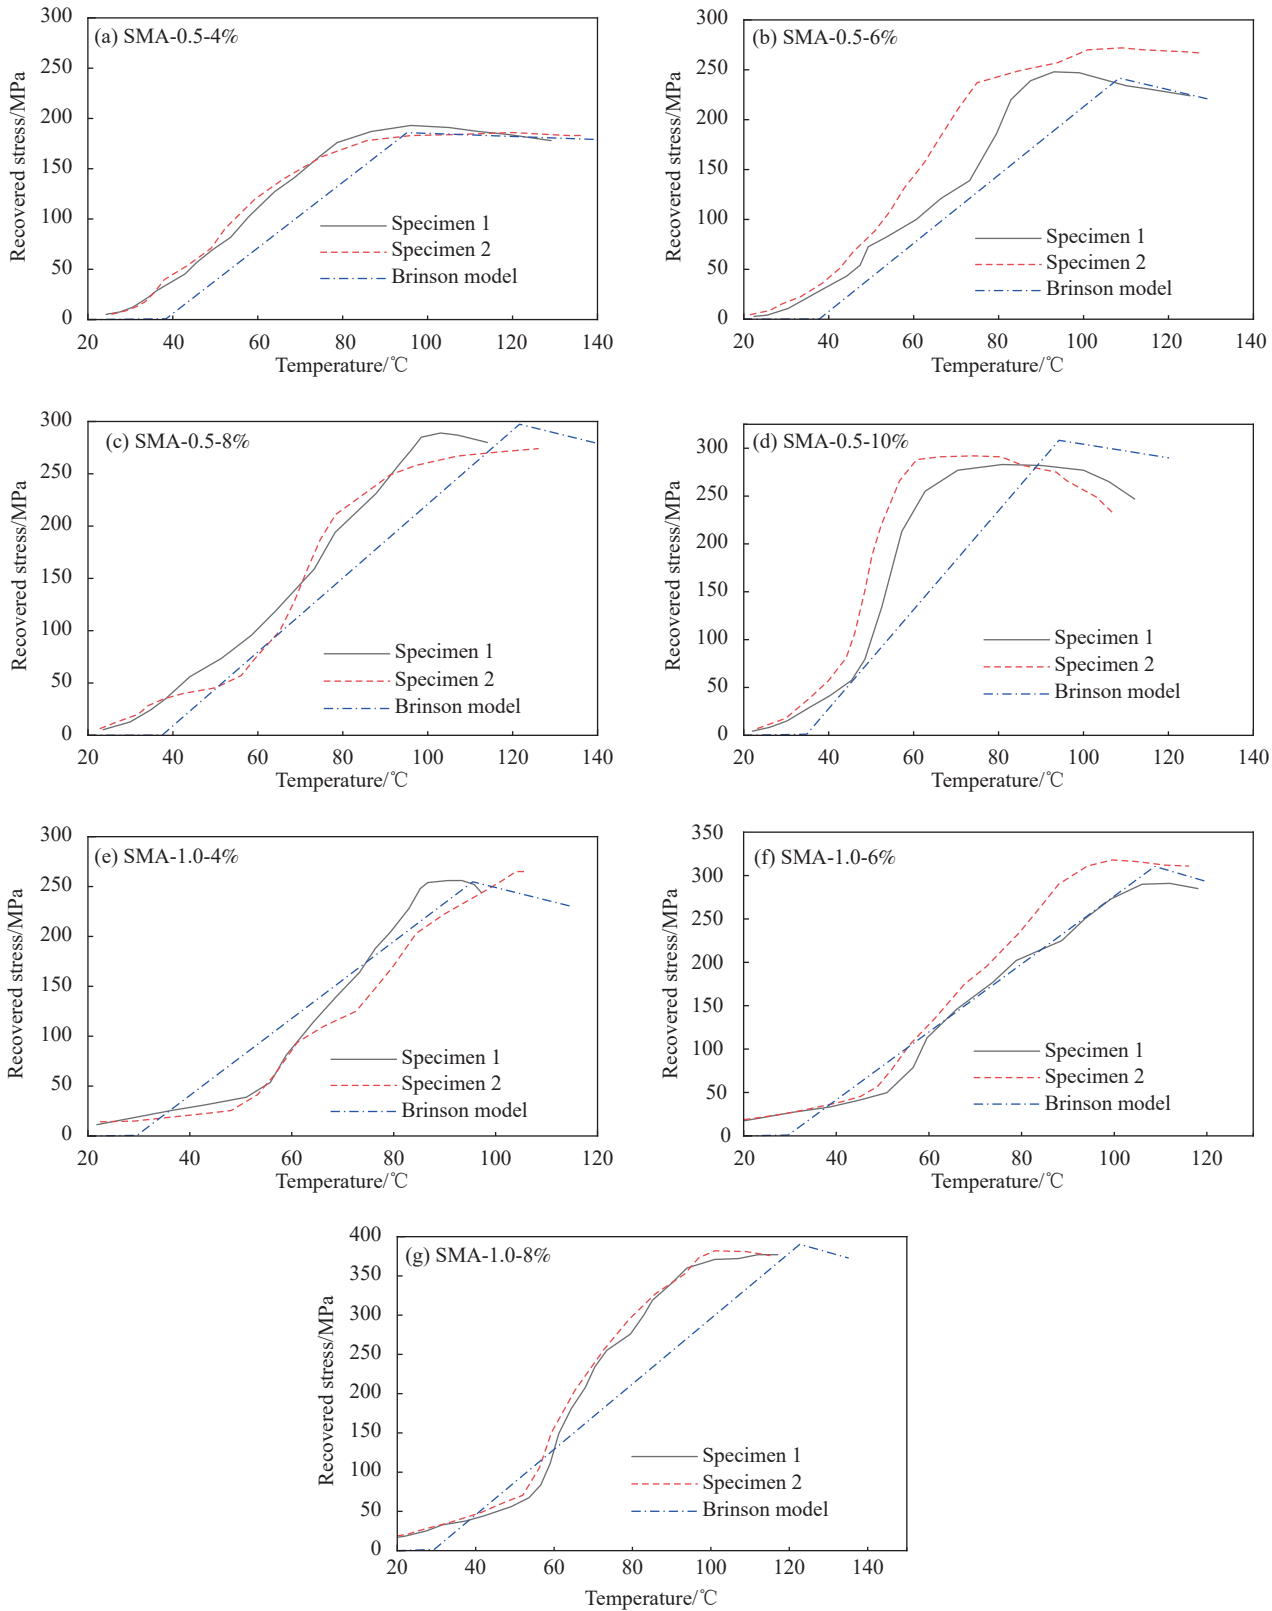 (a) SMA-0.5-4%
Recovered stress/MPa
300
250
200
150
100
50
0
Specimen 1
Specimen 2
Brinson model
20 40 60 80 100 120 140
Temperature/℃
(b) SMA-0.5-6%
Recovered stress/MPa
300
250
200
150
100
50
0
Specimen 1
Specimen 2
Brinson model
20 40 60 80 100 120 140
Temperature/℃
(c) SMA-0.5-8%
Recovered stress/MPa
300
250
200
150
100
50
0
Specimen 1
Specimen 2
Brinson model
20 40 60 80 100 120 140
Temperature/℃
(d) SMA-0.5-10%
Recovered stress/MPa
300
250
200
150
100
50
0
Specimen 1
Specimen 2
Brinson model
20 40 60 80 100 120 140
Temperature/℃
(e) SMA-1.0-4%
Recovered stress/MPa
300
250
200
150
100
50
0
Specimen 1
Specimen 2
Brinson model
20 40 60 80 100 120
Temperature/℃
(f) SMA-1.0-6%
Recovered stress/MPa
350
300
250
200
150
100
50
0
Specimen 1
Specimen 2
Brinson model
20 40 60 80 100 120
Temperature/℃
(g) SMA-1.0-8%
Recovered stress/MPa
400
350
300
250
200
150
100
50
0
Specimen 1
Specimen 2
Brinson model
20 40 60 80 100 120 140
Temperature/℃